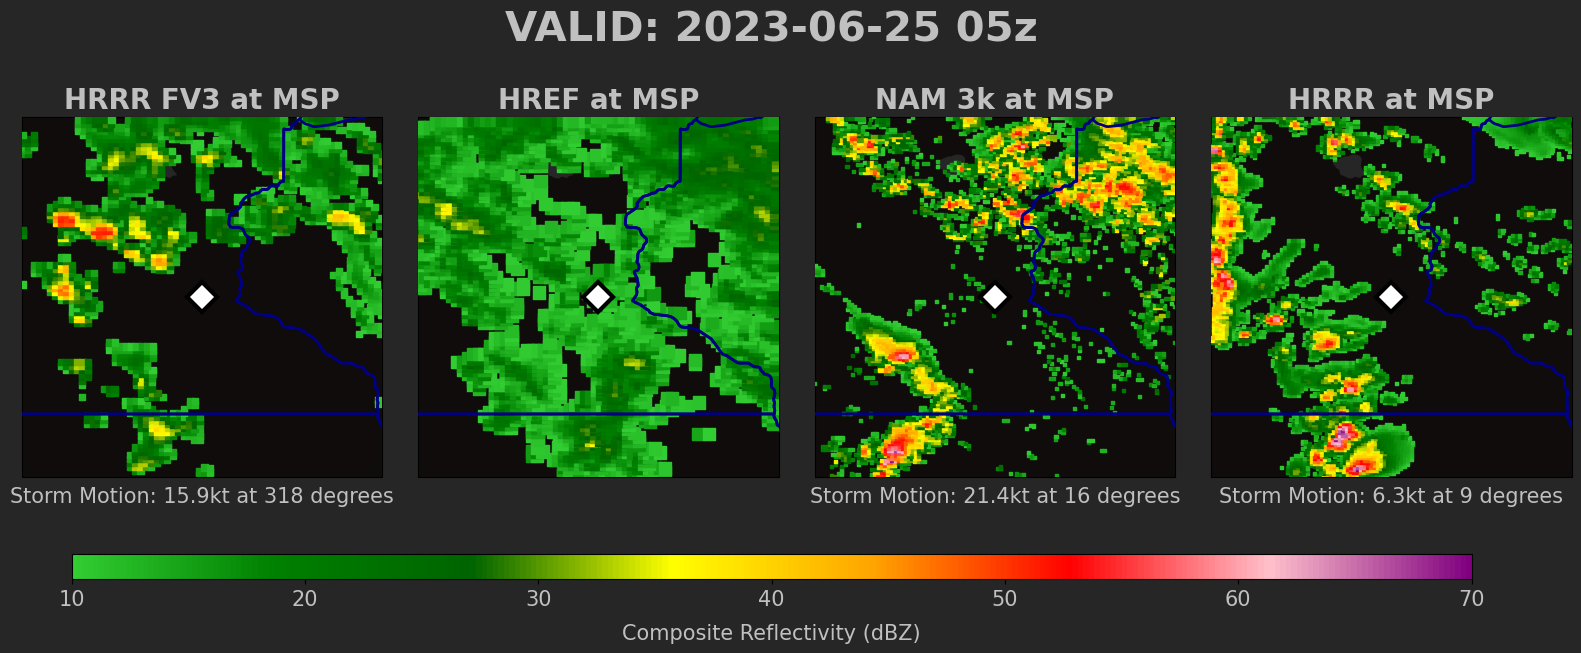 VALID: 2023-06-25 05z
HRRR FV3 at MSP
HREF at MSP
NAM 3k at MSP
HRRR at MSP
Storm Motion: 15.9kt at 318 degrees
Storm Motion: 21.4kt at 16 degrees
Storm Motion: 6.3kt at 9 degrees
10 20 30 40 50 60 70
Composite Reflectivity (dBZ)